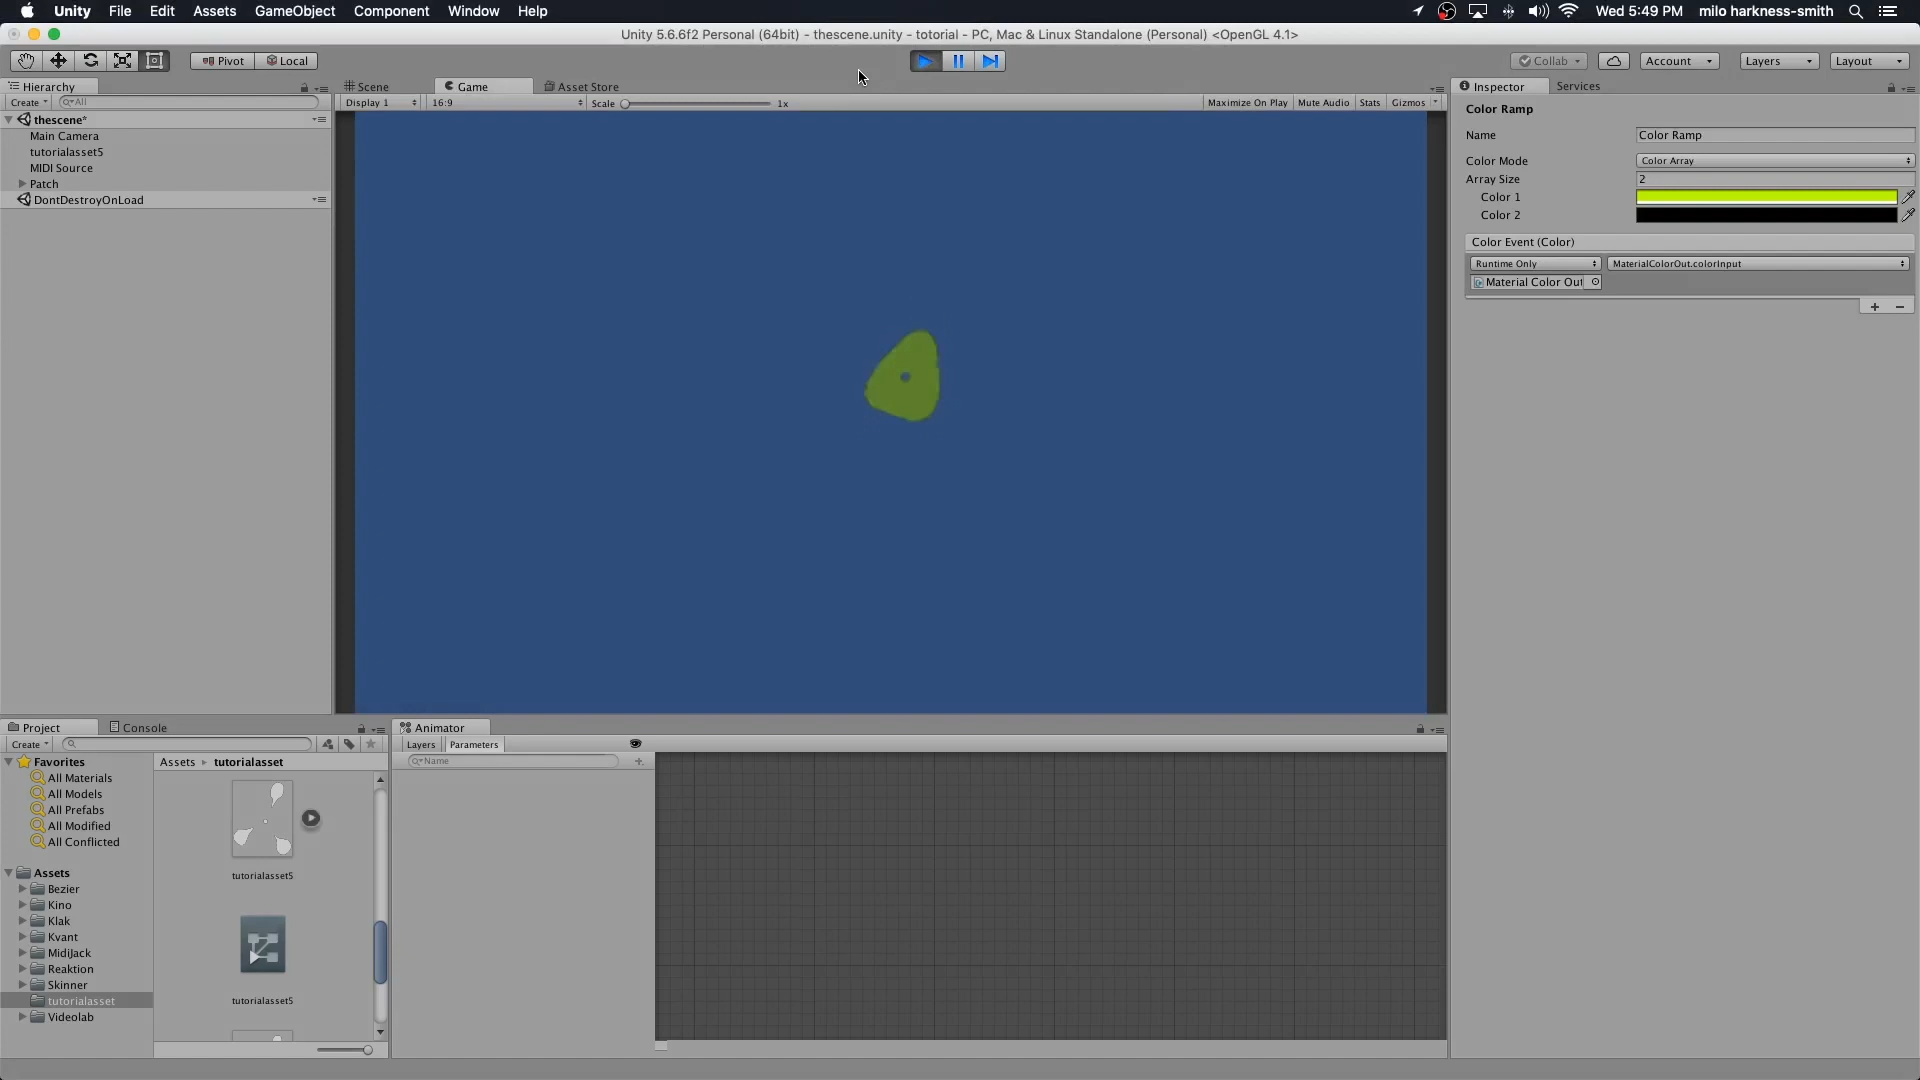 Unity File Edit Assets GameObject Component Window Help Wed 5:49 PM milo harkness-smith
Unity 5.6.6f2 Personal (64bit) - thescene.unity - totorial - PC, Mac & Linux Standalone (Personal) <OpenGL 4.1>
Pivot Local Collab Account Layers Layout
Hierarchy
Create All
thescene*
Main Camera
tutorialasset5
MIDI Source
Patch
DontDestroyOnLoad
Scene Game Asset Store
Display 1 16:9 Scale 1x Maximize On Play Mute Audio Stats Gizmos
Inspector Services
Color Ramp
Name Color Ramp
Color Mode Color Array
Array Size 2
Color 1
Color 2
Color Event (Color)
Runtime Only MaterialColorOut.colorInput
Material Color Out
Project Console
Create
Favorites
All Materials
All Models
All Prefabs
All Modified
All Conflicted
Assets
Bezier
Kino
Klak
Kvant
MidiJack
Reaktion
Skinner
tutorialasset
Videolab
Assets tutorialasset
tutorialasset5
tutorialasset5
Animator
Layers Parameters
Name